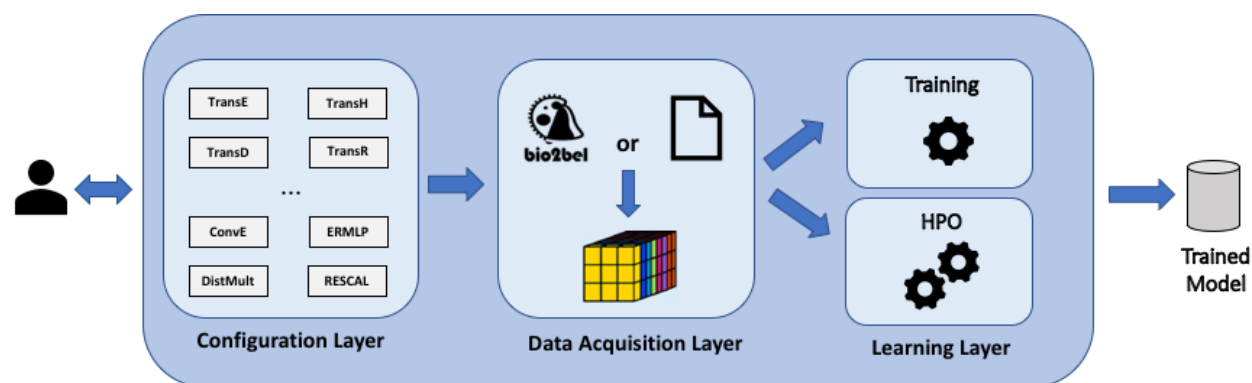 TransE
TransH
TransD
TransR
...
ConvE
ERMLP
DistMult
RESCAL
Configuration Layer
bio2bel
or
Data Acquisition Layer
Training
HPO
Learning Layer
Trained
Model